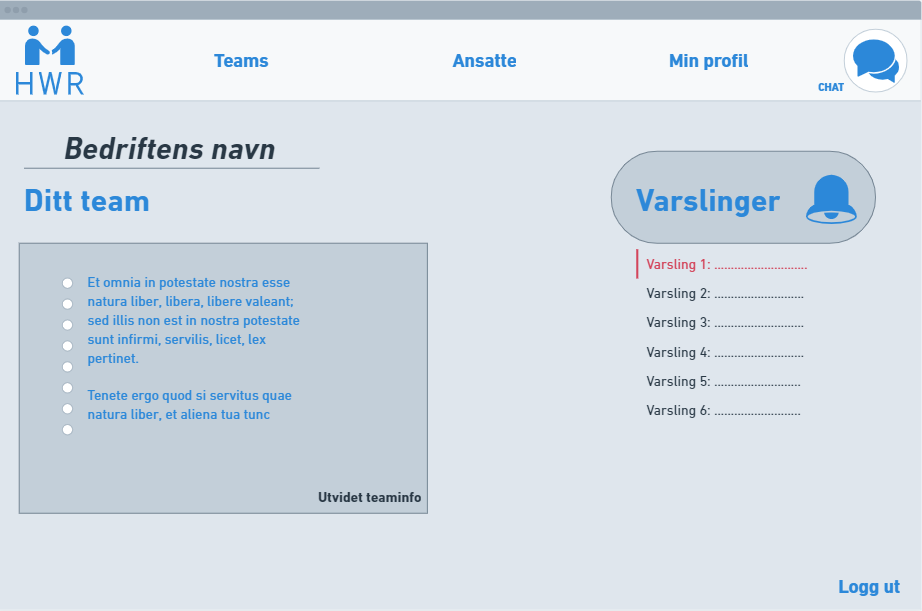 HWR
Teams
Ansatte
Min profil
CHAT
Bedriftens navn
Ditt team
Et omnia in potestate nostra esse
natura liber, libera, libere valeant;
sed illis non est in nostra potestate
sunt infirmi, servilis, licet, lex
pertinet.
Tenete ergo quod si servitus quae
natura liber, et aliena tua tunc
Utvidet teaminfo
Varslinger
Varsling 1: ............................
Varsling 2: ...........................
Varsling 3: ...........................
Varsling 4: ...........................
Varsling 5: ..........................
Varsling 6: ..........................
Logg ut